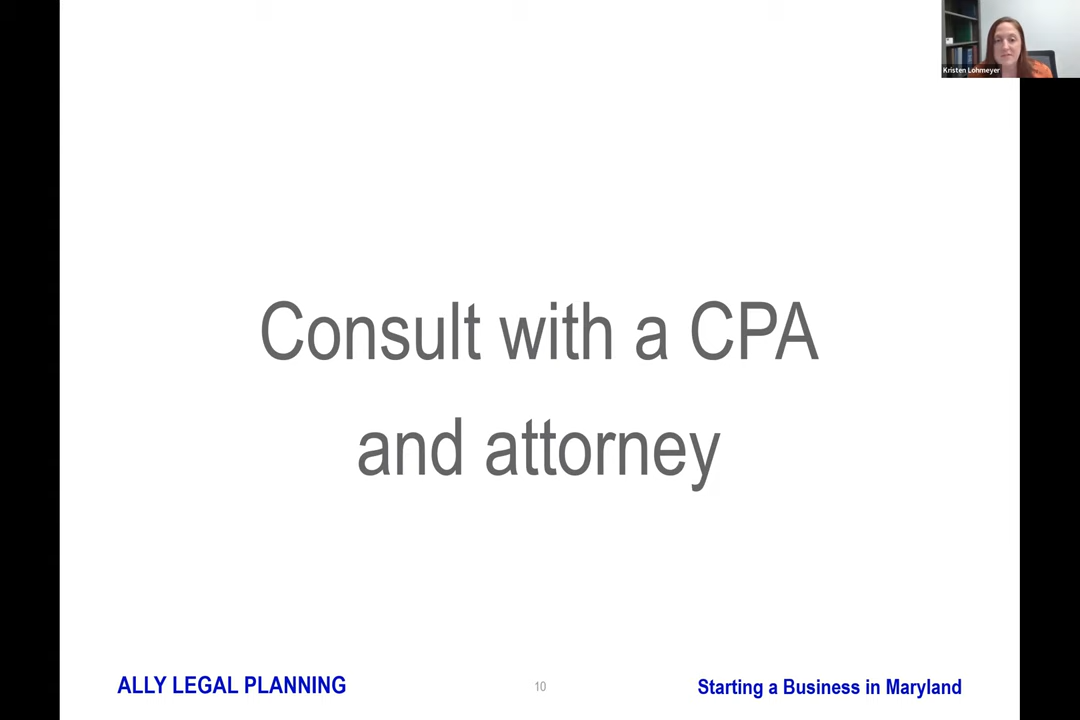 Kristen Lohmeyer
Consult with a CPA
and attorney
ALLY LEGAL PLANNING
10
Starting a Business in Maryland